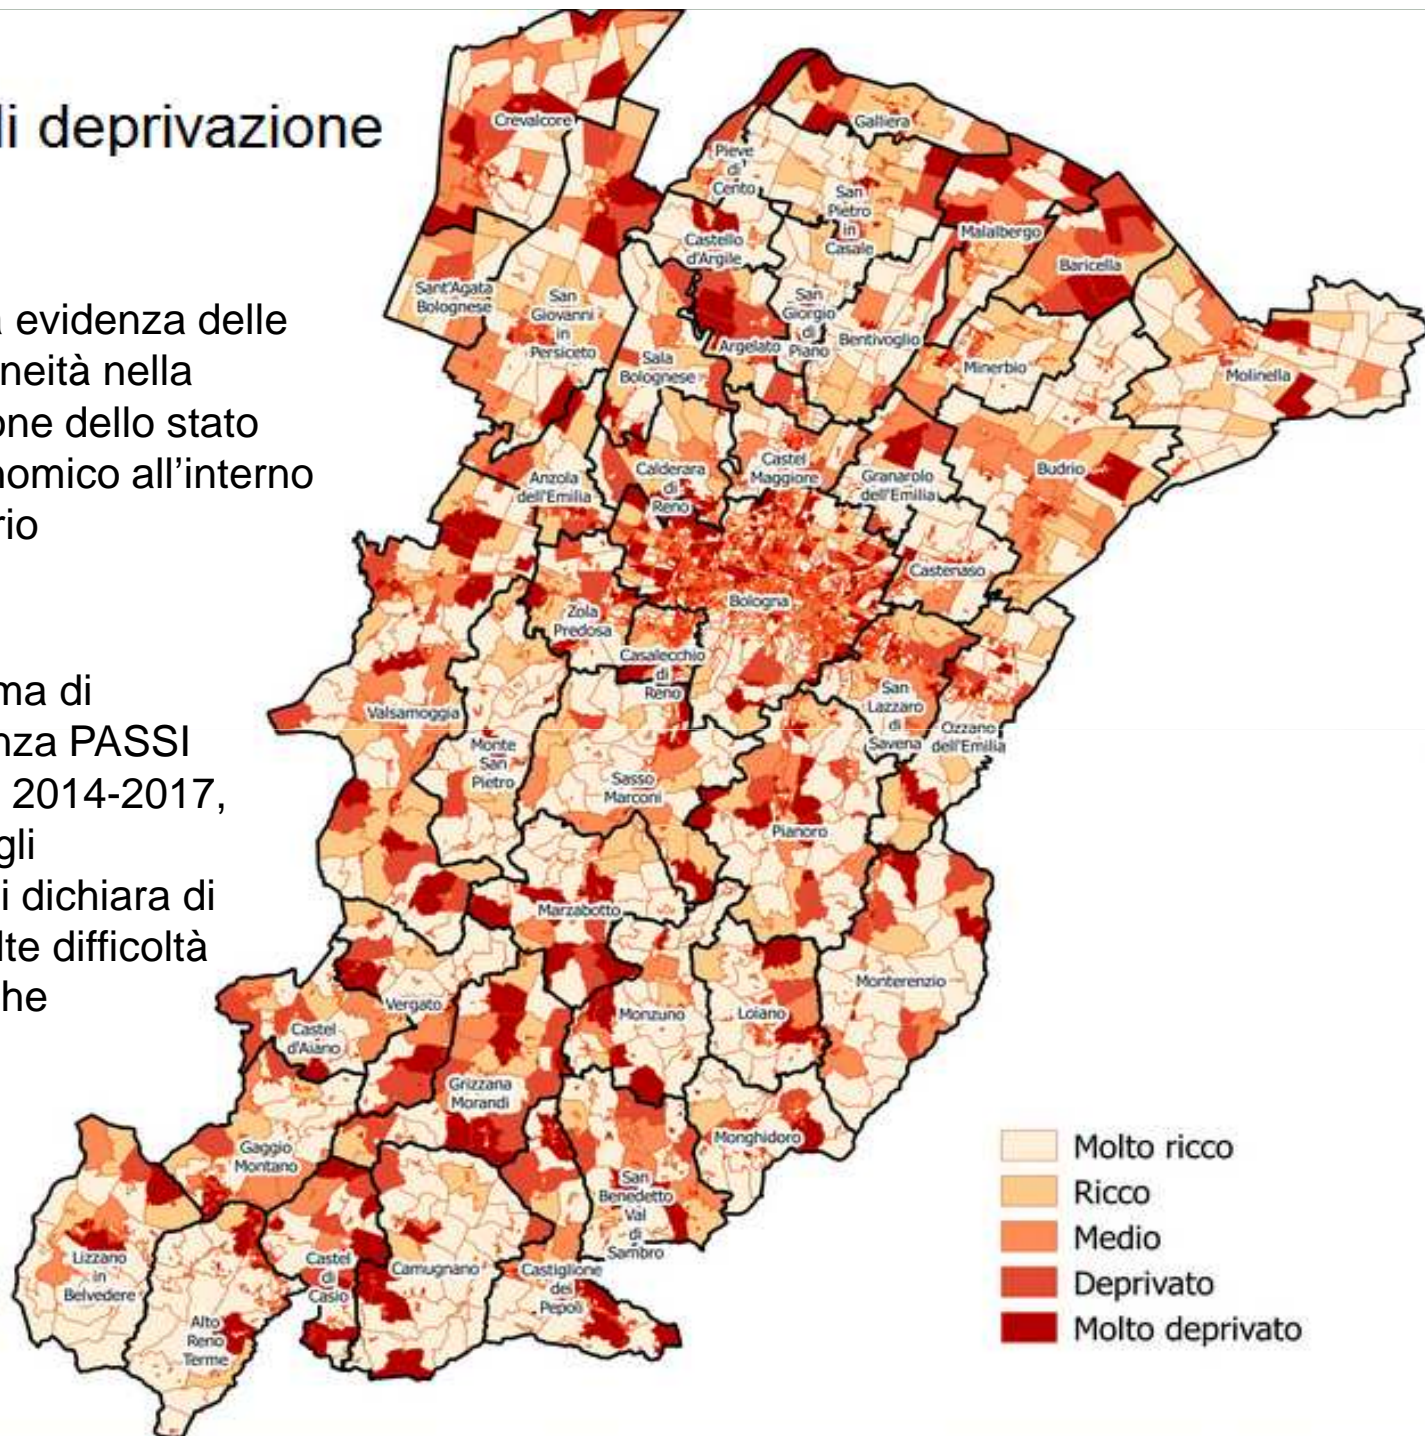 li deprivazione
a evidenza delle
neità nella
one dello stato
nomico all’interno
rio
ma di
nza PASSI
2014-2017,
gli
i dichiara di
lte difficoltà
he
Crevalcore
Galliera
Pieve
di
Cento
San
Pietro
in
Casale
Castello
d'Argile
Malalbergo
Baricella
Sant'Agata
Bolognese
San
Giovanni
in
Persiceto
San
Giorgio
di
Piano
Argelato
Bentivoglio
Sala
Bolognese
Minerbio
Molinella
Anzola
dell'Emilia
Calderara
di
Reno
Castel
Maggiore
Granarolo
dell'Emilia
Budrio
Castenaso
Bologna
Zola
Predosa
Casalecchio
di
Reno
San
Lazzaro
di
Savena
Ozzano
dell'Emilia
Valsamoggia
Monte
San
Pietro
Sasso
Marconi
Pianoro
Marzabotto
Monterenzio
Vergato
Monzuno
Loiano
Castel
d'Aiano
Grizzana
Morandi
Monghidoro
Gaggio
Montano
San
Benedetto
Val
di
Sambro
Lizzano
in
Belvedere
Castel
di
Casio
Camugnano
Castiglione
dei
Pepoli
Alto
Reno
Terme
Molto ricco
Ricco
Medio
Deprivato
Molto deprivato